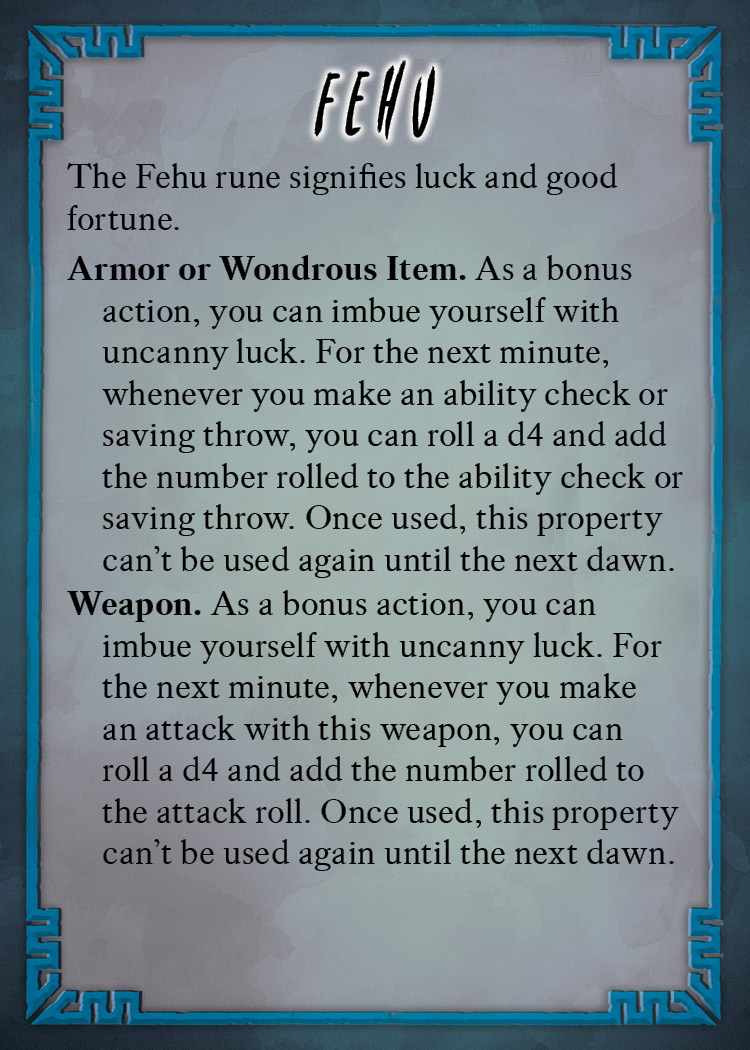 FEHU
The Fehu rune signifies luck and good
fortune.
Armor or Wondrous Item. As a bonus
action, you can imbue yourself with
uncanny luck. For the next minute,
whenever you make an ability check or
saving throw, you can roll a d4 and add
the number rolled to the ability check or
saving throw. Once used, this property
can’t be used again until the next dawn.
Weapon. As a bonus action, you can
imbue yourself with uncanny luck. For
the next minute, whenever you make
an attack with this weapon, you can
roll a d4 and add the number rolled to
the attack roll. Once used, this property
can’t be used again until the next dawn.